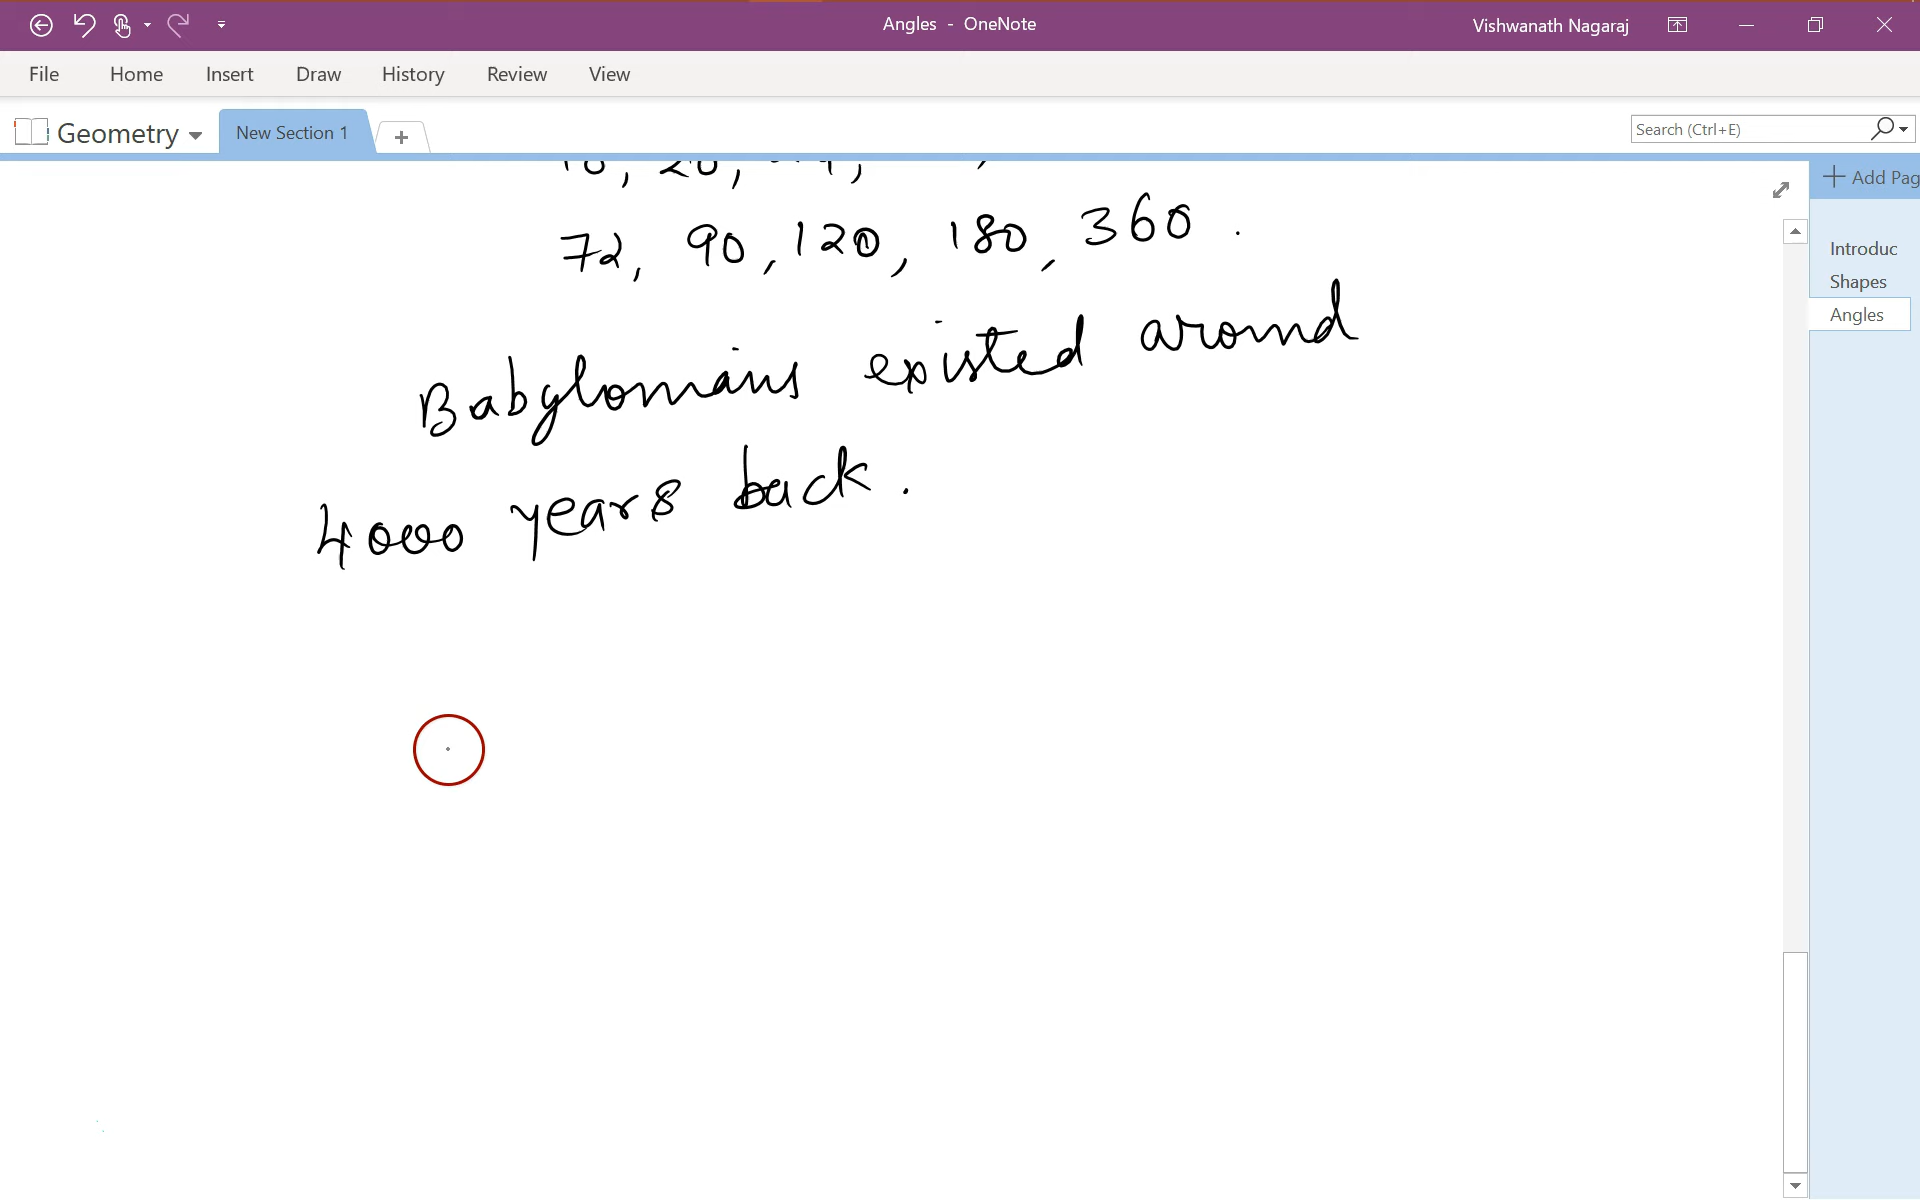 Angles - OneNote
Vishwanath Nagaraj
File Home Insert Draw History Review View
Geometry
New Section 1
Search (Ctrl+E)
Add Pag
Introduc
Shapes
Angles
72, 90, 120, 180, 360.
Babylonians existed around
4000 years back.